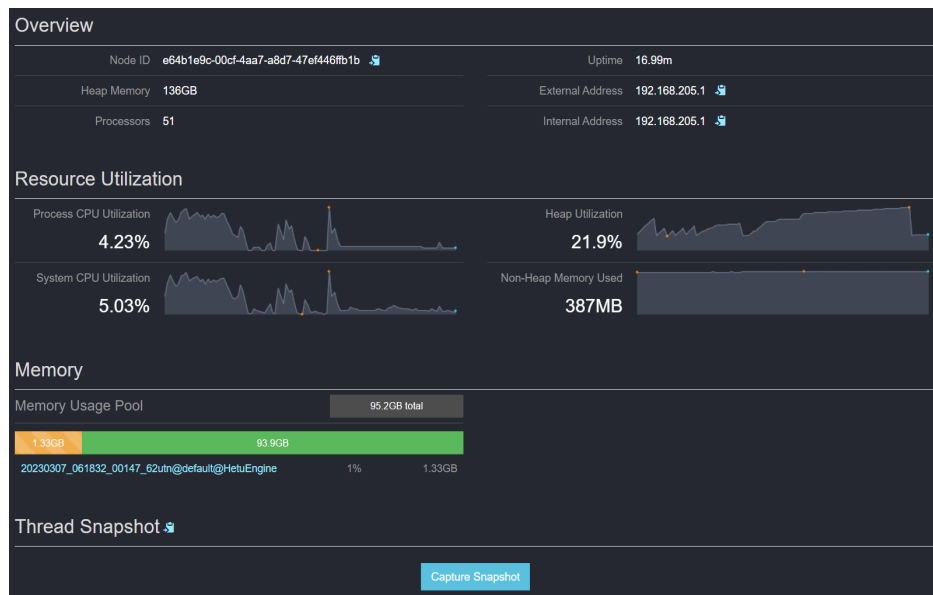 Overview
Node ID e64b1e9c-00cf-4aa7-a8d7-47ef446ffb1b
Uptime 16.99m
Heap Memory 136GB
External Address 192.168.205.1
Processors 51
Internal Address 192.168.205.1
Resource Utilization
Process CPU Utilization
4.23%
Heap Utilization
21.9%
System CPU Utilization
5.03%
Non-Heap Memory Used
387MB
Memory
Memory Usage Pool 95.2GB total
1.33GB 93.9GB
20230307_061832_00147_62utn@default@HetuEngine 1% 1.33GB
Thread Snapshot
Capture Snapshot